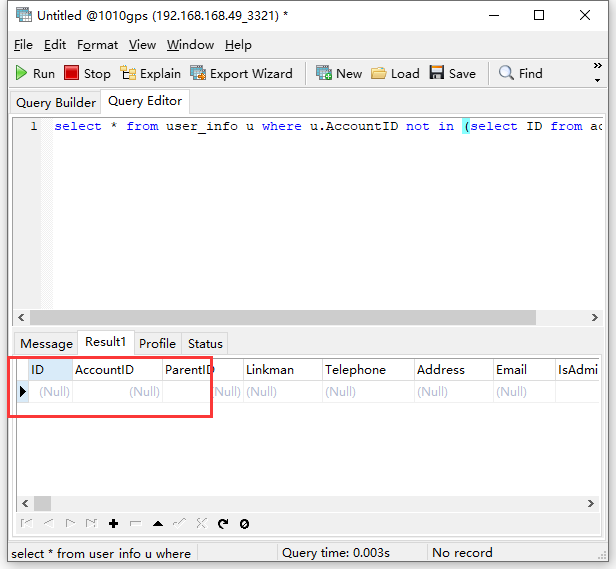 Untitled @1010gps (192.168.168.49_3321) *
File Edit Format View Window Help
Run Stop Explain Export Wizard New Load Save Find
Query Builder Query Editor
1 select * from user_info u where u.AccountID not in (select ID from ac
Message Result1 Profile Status
ID AccountID ParentID Linkman Telephone Address Email IsAdmi
(Null) (Null) (Null) (Null) (Null) (Null) (Null)
select * from user info u where Query time: 0.003s No record